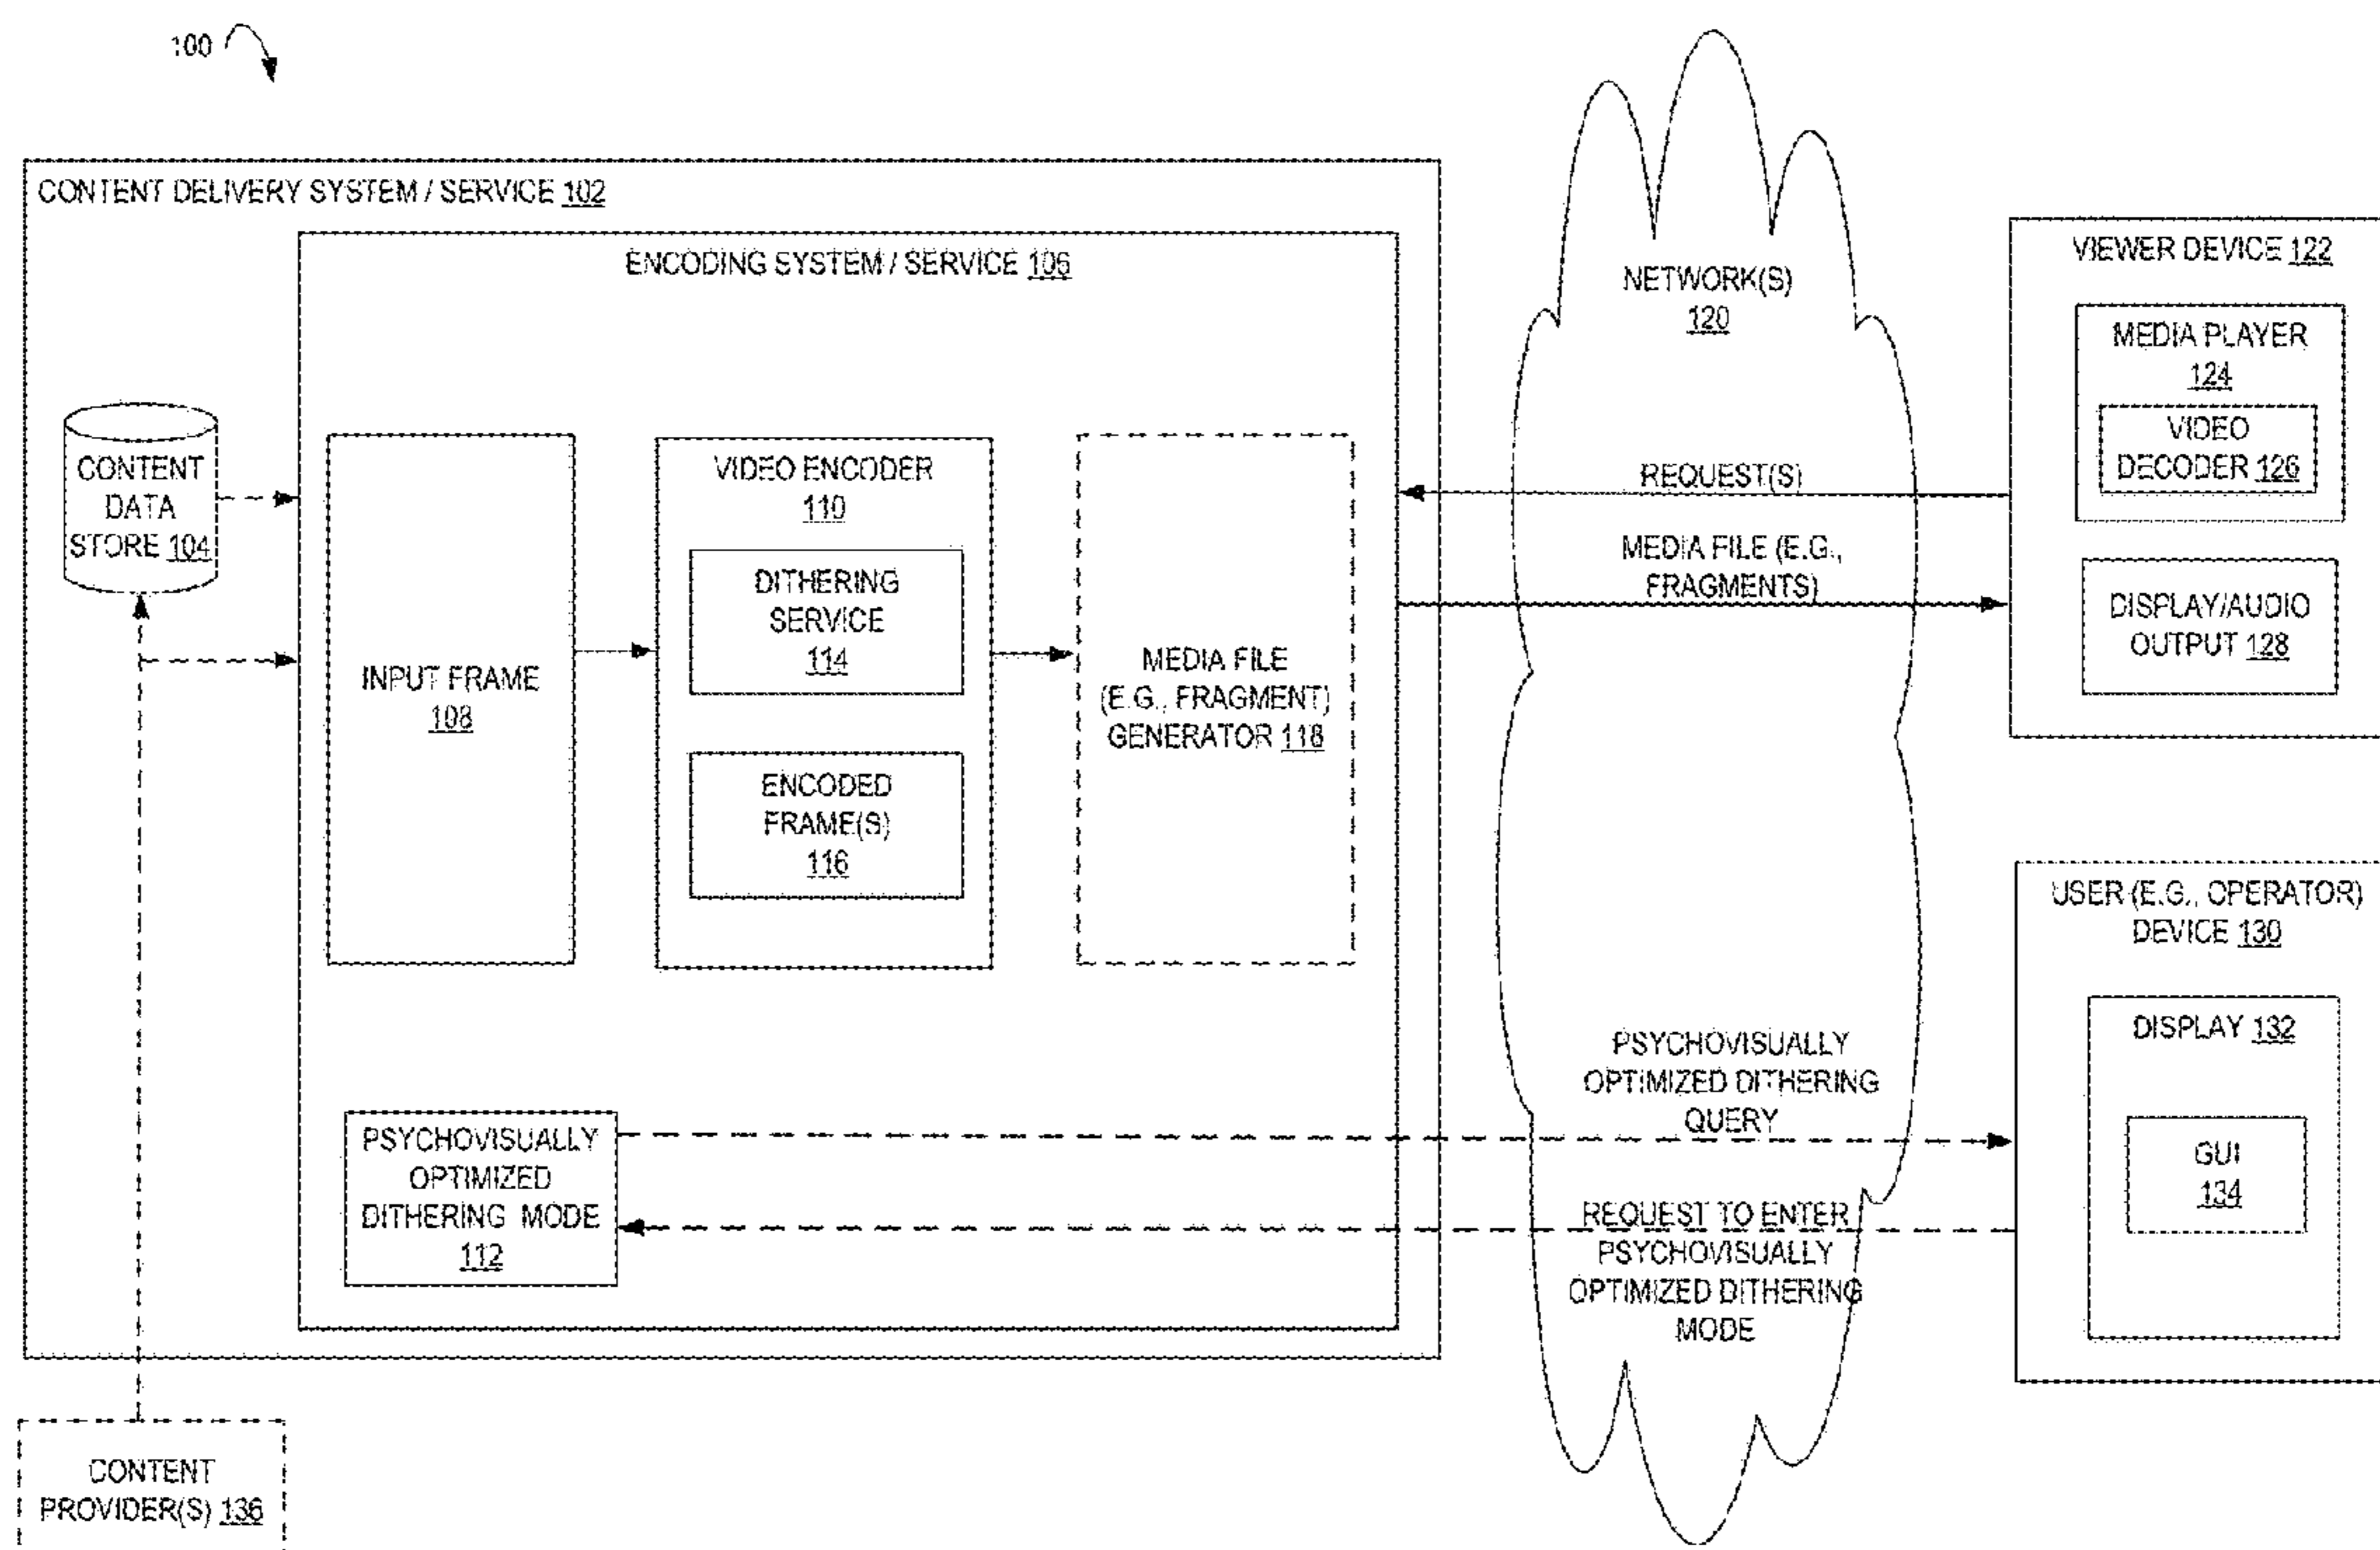 100
CONTENT DELIVERY SYSTEM / SERVICE 102
ENCODING SYSTEM / SERVICE 106
CONTENT
DATA
STORE 104
INPUT FRAME
108
VIDEO ENCODER
110
DITHERING
SERVICE
114
ENCODED
FRAME(S)
116
MEDIA FILE
(E.G., FRAGMENT)
GENERATOR 118
PSYCHOVISUALLY
OPTIMIZED
DITHERING MODE
112
CONTENT
PROVIDER(S) 136
NETWORK(S)
120
REQUEST(S)
MEDIA FILE (E.G.,
FRAGMENTS)
PSYCHOVISUALLY
OPTIMIZED DITHERING
QUERY
REQUEST TO ENTER
PSYCHOVISUALLY
OPTIMIZED DITHERING
MODE
VIEWER DEVICE 122
MEDIA PLAYER
124
VIDEO
DECODER 126
DISPLAY/AUDIO
OUTPUT 128
USER (E.G., OPERATOR)
DEVICE 130
DISPLAY 132
GUI
134